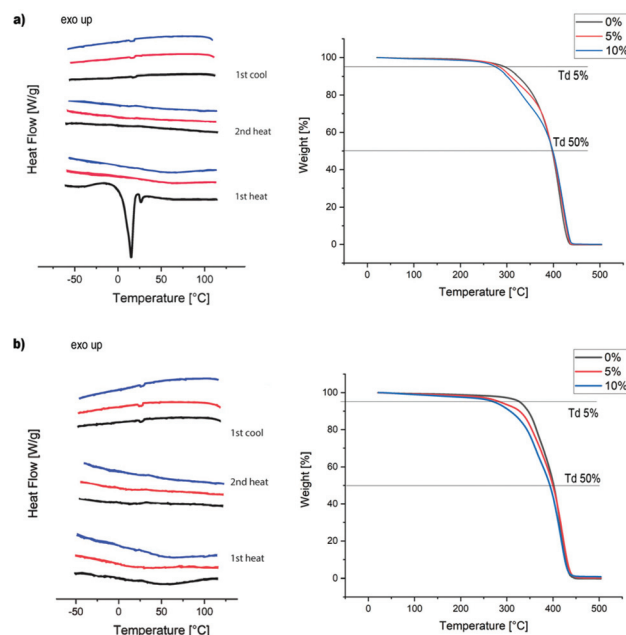 a)
exo up
1st cool
2nd heat
1st heat
Heat Flow [W/g]
-50 0 50 100
Temperature [°C]
0%
5%
10%
Td 5%
Td 50%
Weight [%]
100
80
60
40
20
0
0 100 200 300 400 500
Temperature [°C]
b)
exo up
1st cool
2nd heat
1st heat
Heat Flow [W/g]
-50 0 50 100
Temperature [°C]
0%
5%
10%
Td 5%
Td 50%
Weight [%]
100
80
60
40
20
0
0 100 200 300 400 500
Temperature [°C]